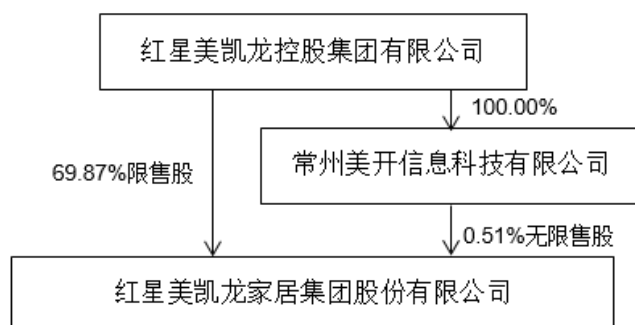 红星美凯龙控股集团有限公司
100.00%
常州美开信息科技有限公司
69.87%限售股
0.51%无限售股
红星美凯龙家居集团股份有限公司